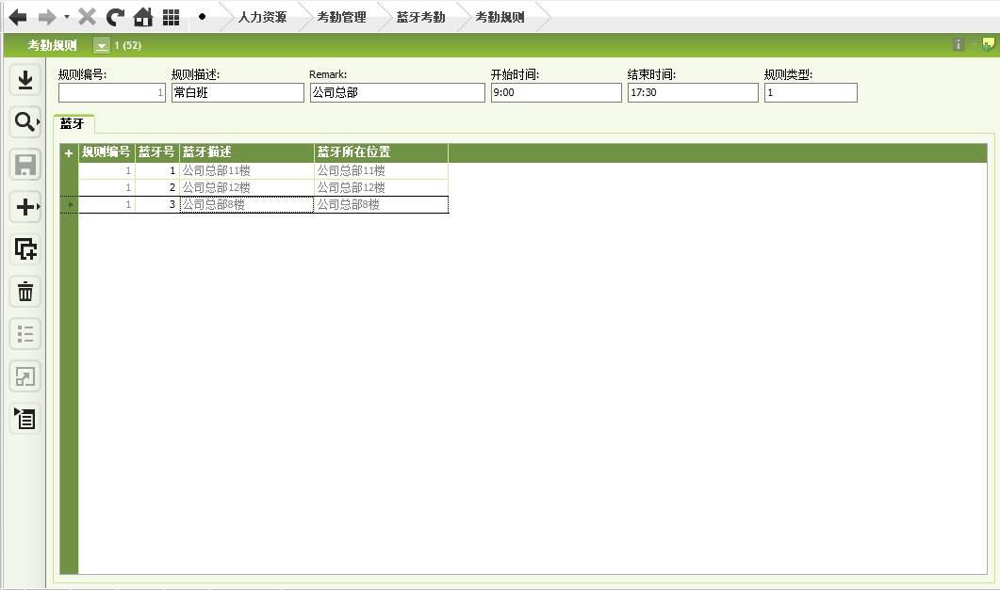 人力资源 考勤管理 蓝牙考勤 考勤规则
考勤规则 1 (52)
规则编号: 规则描述: Remark: 开始时间: 结束时间: 规则类型:
1 常白班 公司总部 9:00 17:30 1
蓝牙
+ 规则编号 蓝牙号 蓝牙描述 蓝牙所在位置
1 1 公司总部11楼 公司总部11楼
1 2 公司总部12楼 公司总部12楼
1 3 公司总部8楼 公司总部8楼